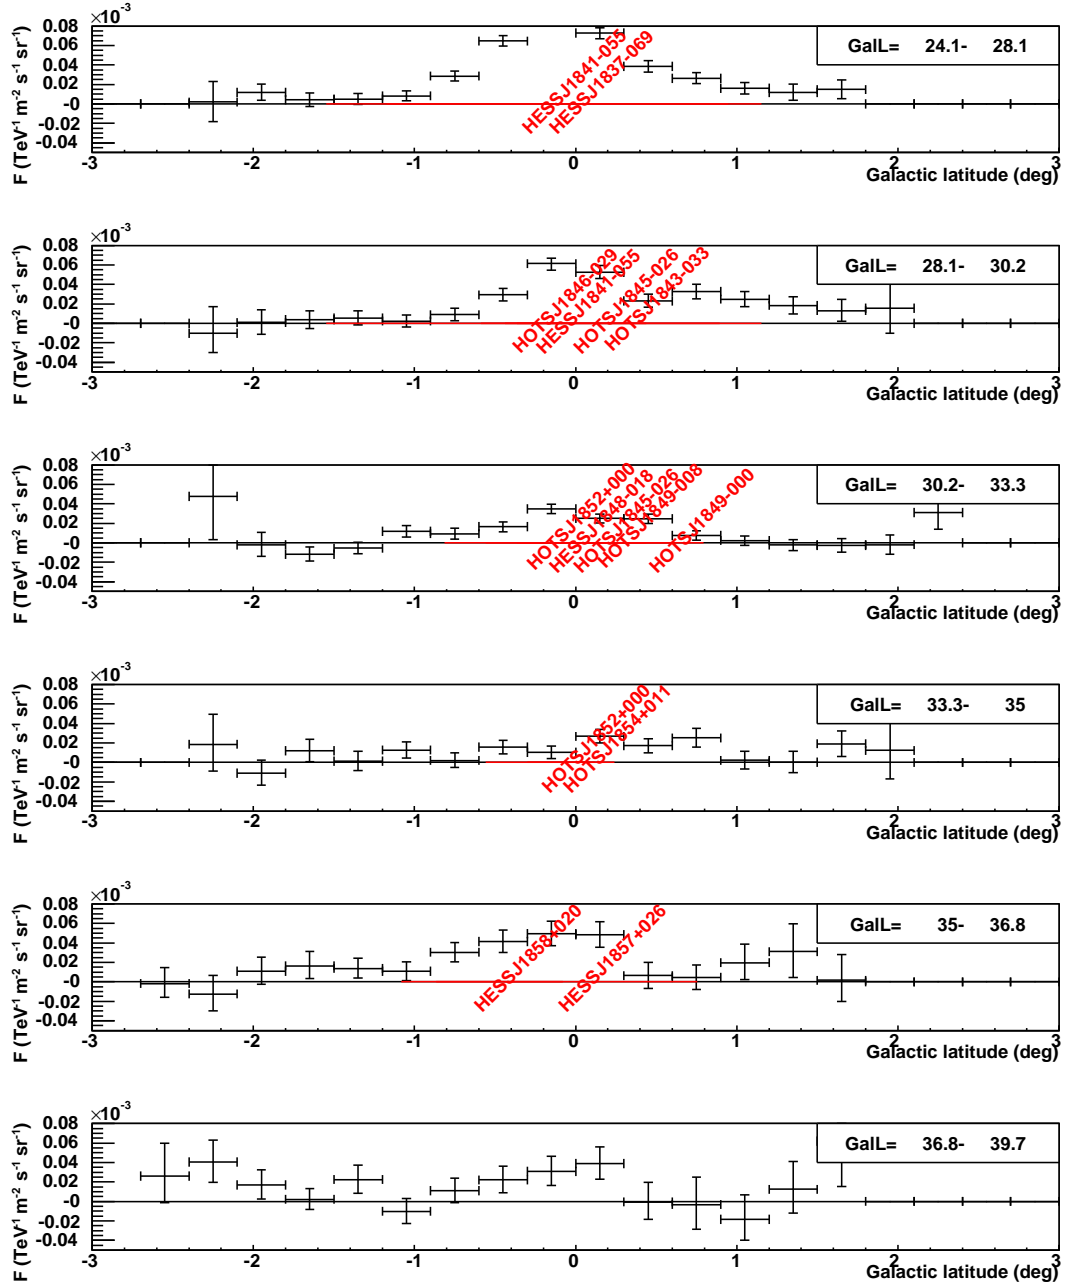 ×10⁻³
F (TeV⁻¹ m⁻² s⁻¹ sr⁻¹)
0.08
0.06
0.04
0.02
-0
-0.02
-0.04
GalL= 24.1- 28.1
HESSJ1841-055
HESSJ1837-069
-3 -2 -1 0 1 2 3
Galactic latitude (deg)
×10⁻³
F (TeV⁻¹ m⁻² s⁻¹ sr⁻¹)
0.08
0.06
0.04
0.02
-0
-0.02
-0.04
GalL= 28.1- 30.2
HOTSJ1846-029
HESSJ1841-055
HOTSJ1845-026
HOTSJ1843-033
-3 -2 -1 0 1 2 3
Galactic latitude (deg)
×10⁻³
F (TeV⁻¹ m⁻² s⁻¹ sr⁻¹)
0.08
0.06
0.04
0.02
-0
-0.02
-0.04
GalL= 30.2- 33.3
HOTSJ1852+000
HESSJ1848-018
HOTSJ1845-026
HOTSJ1849-008
HOTSJ1849-000
-3 -2 -1 0 1 2 3
Galactic latitude (deg)
×10⁻³
F (TeV⁻¹ m⁻² s⁻¹ sr⁻¹)
0.08
0.06
0.04
0.02
-0
-0.02
-0.04
GalL= 33.3- 35
HOTSJ1852+000
HOTSJ1854+011
-3 -2 -1 0 1 2 3
Galactic latitude (deg)
×10⁻³
F (TeV⁻¹ m⁻² s⁻¹ sr⁻¹)
0.08
0.06
0.04
0.02
-0
-0.02
-0.04
GalL= 35- 36.8
HESSJ1858+020
HESSJ1857+026
-3 -2 -1 0 1 2 3
Galactic latitude (deg)
×10⁻³
F (TeV⁻¹ m⁻² s⁻¹ sr⁻¹)
0.08
0.06
0.04
0.02
-0
-0.02
-0.04
GalL= 36.8- 39.7
-3 -2 -1 0 1 2 3
Galactic latitude (deg)